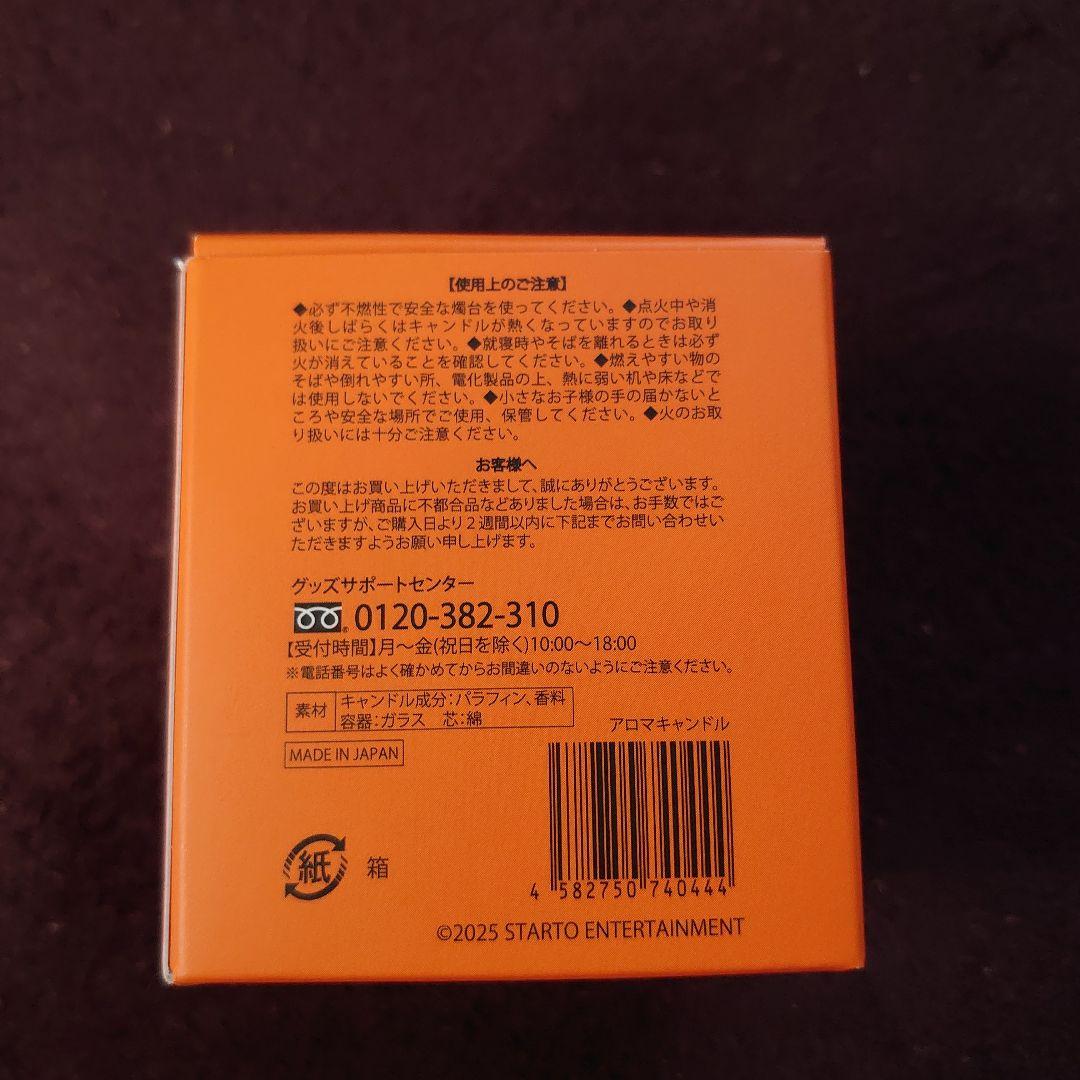 【使用上のご注意】
◆必ず不燃性で安全な燭台を使ってください。◆点火中や消
火後しばらくはキャンドルが熱くなっていますのでお取り
扱いにご注意ください。◆就寝時やそばを離れるときは必ず
火が消えていることを確認してください。◆燃えやすい物の
そばや倒れやすい所、電化製品の上、熱に弱い机や床などで
は使用しないでください。◆小さなお子様の手の届かないと
ころや安全な場所でご使用、保管してください。◆火のお取
り扱いには十分ご注意ください。
お客様へ
この度はお買い上げいただきまして、誠にありがとうございます。
お買い上げ商品に不都合品などありました場合は、お手数ではご
ざいますが、ご購入日より2週間以内に下記までお問い合わせい
ただきますようお願い申し上げます。
グッズサポートセンター
0120-382-310
【受付時間】月〜金(祝日を除く)10:00〜18:00
※電話番号はよく確かめてからお間違いのないようにご注意ください。
素材 キャンドル成分:パラフィン、香料
容器:ガラス 芯:綿
アロマキャンドル
MADE IN JAPAN
紙 箱
4 582750 740444
©2025 STARTO ENTERTAINMENT